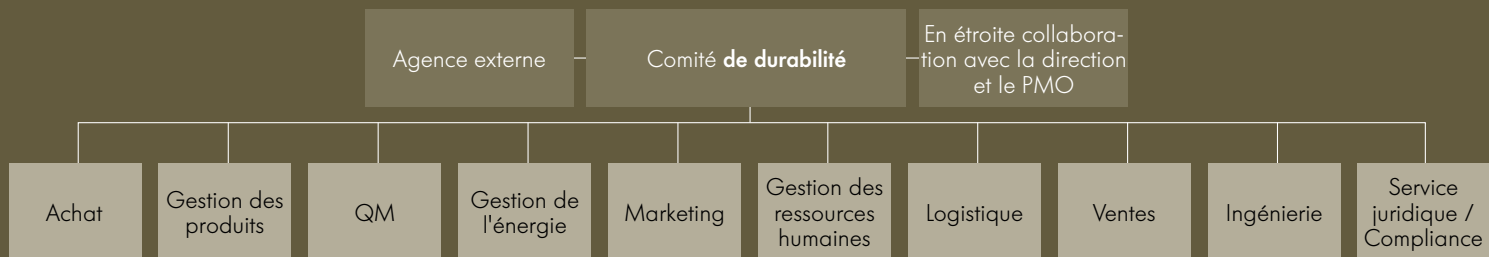 Agence externe
Comité de durabilité
En étroite collabora-
tion avec la direction
et le PMO
Achat
Gestion des
produits
QM
Gestion de
l'énergie
Marketing
Gestion des
ressources
humaines
Logistique
Ventes
Ingénierie
Service
juridique /
Compliance